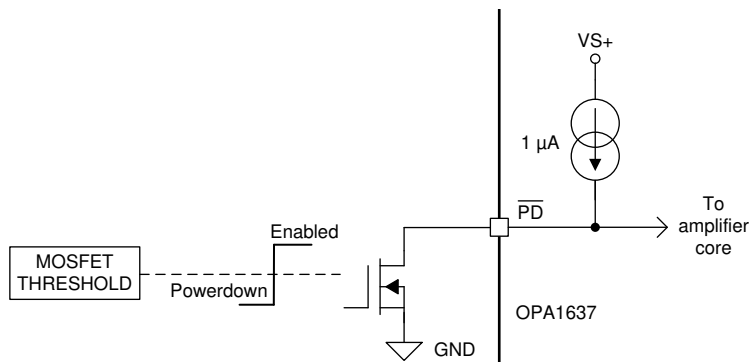 VS+
1 µA
PD
To
amplifier
core
Enabled
MOSFET
THRESHOLD
Powerdown
OPA1637
GND